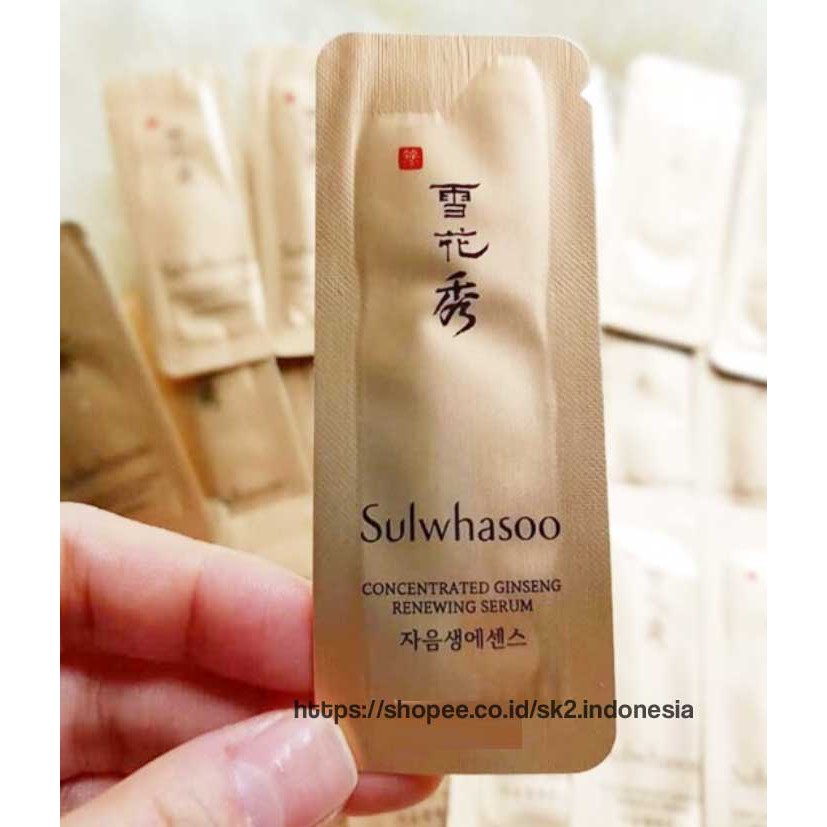 雪
花
秀
Sulwhasoo
CONCENTRATED GINSENG
RENEWING SERUM
자음생에센스
https://shopee.co.id/sk2.indonesia